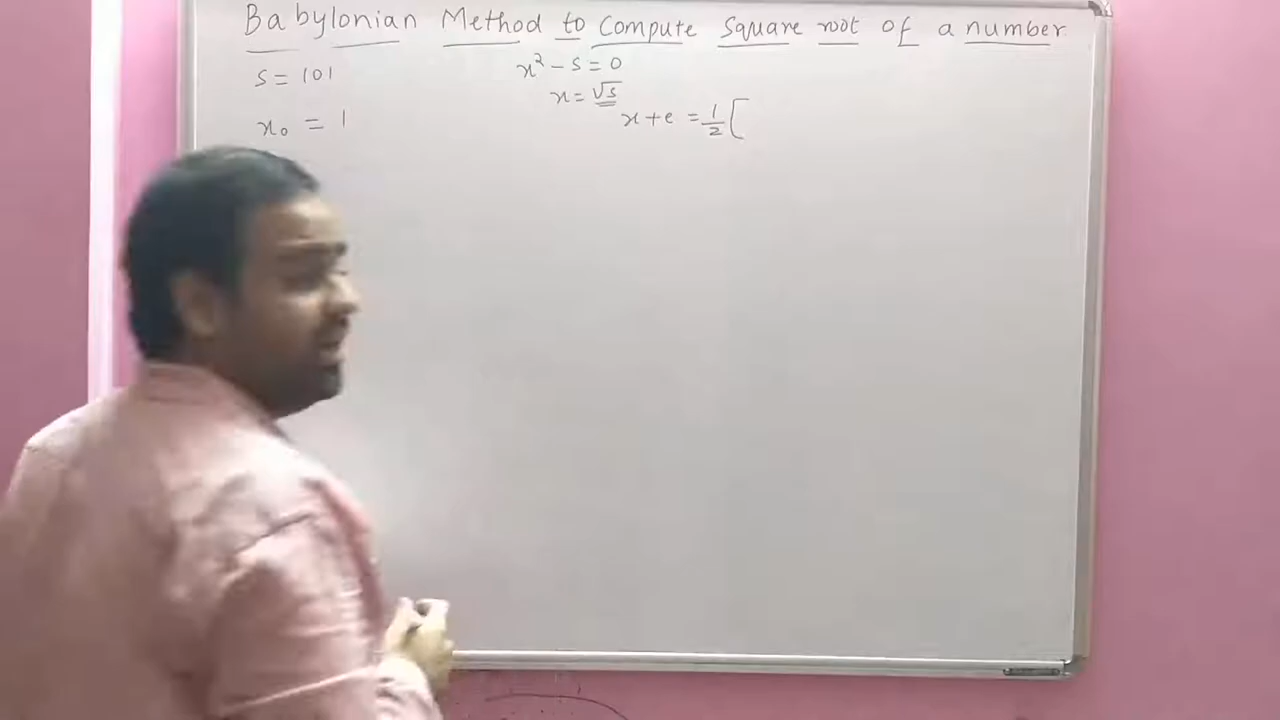 Babylonian Method to Compute Square root of a number
S = 101
x² - S = 0
x = √S
x₀ = 1
x + e = 1/2 [